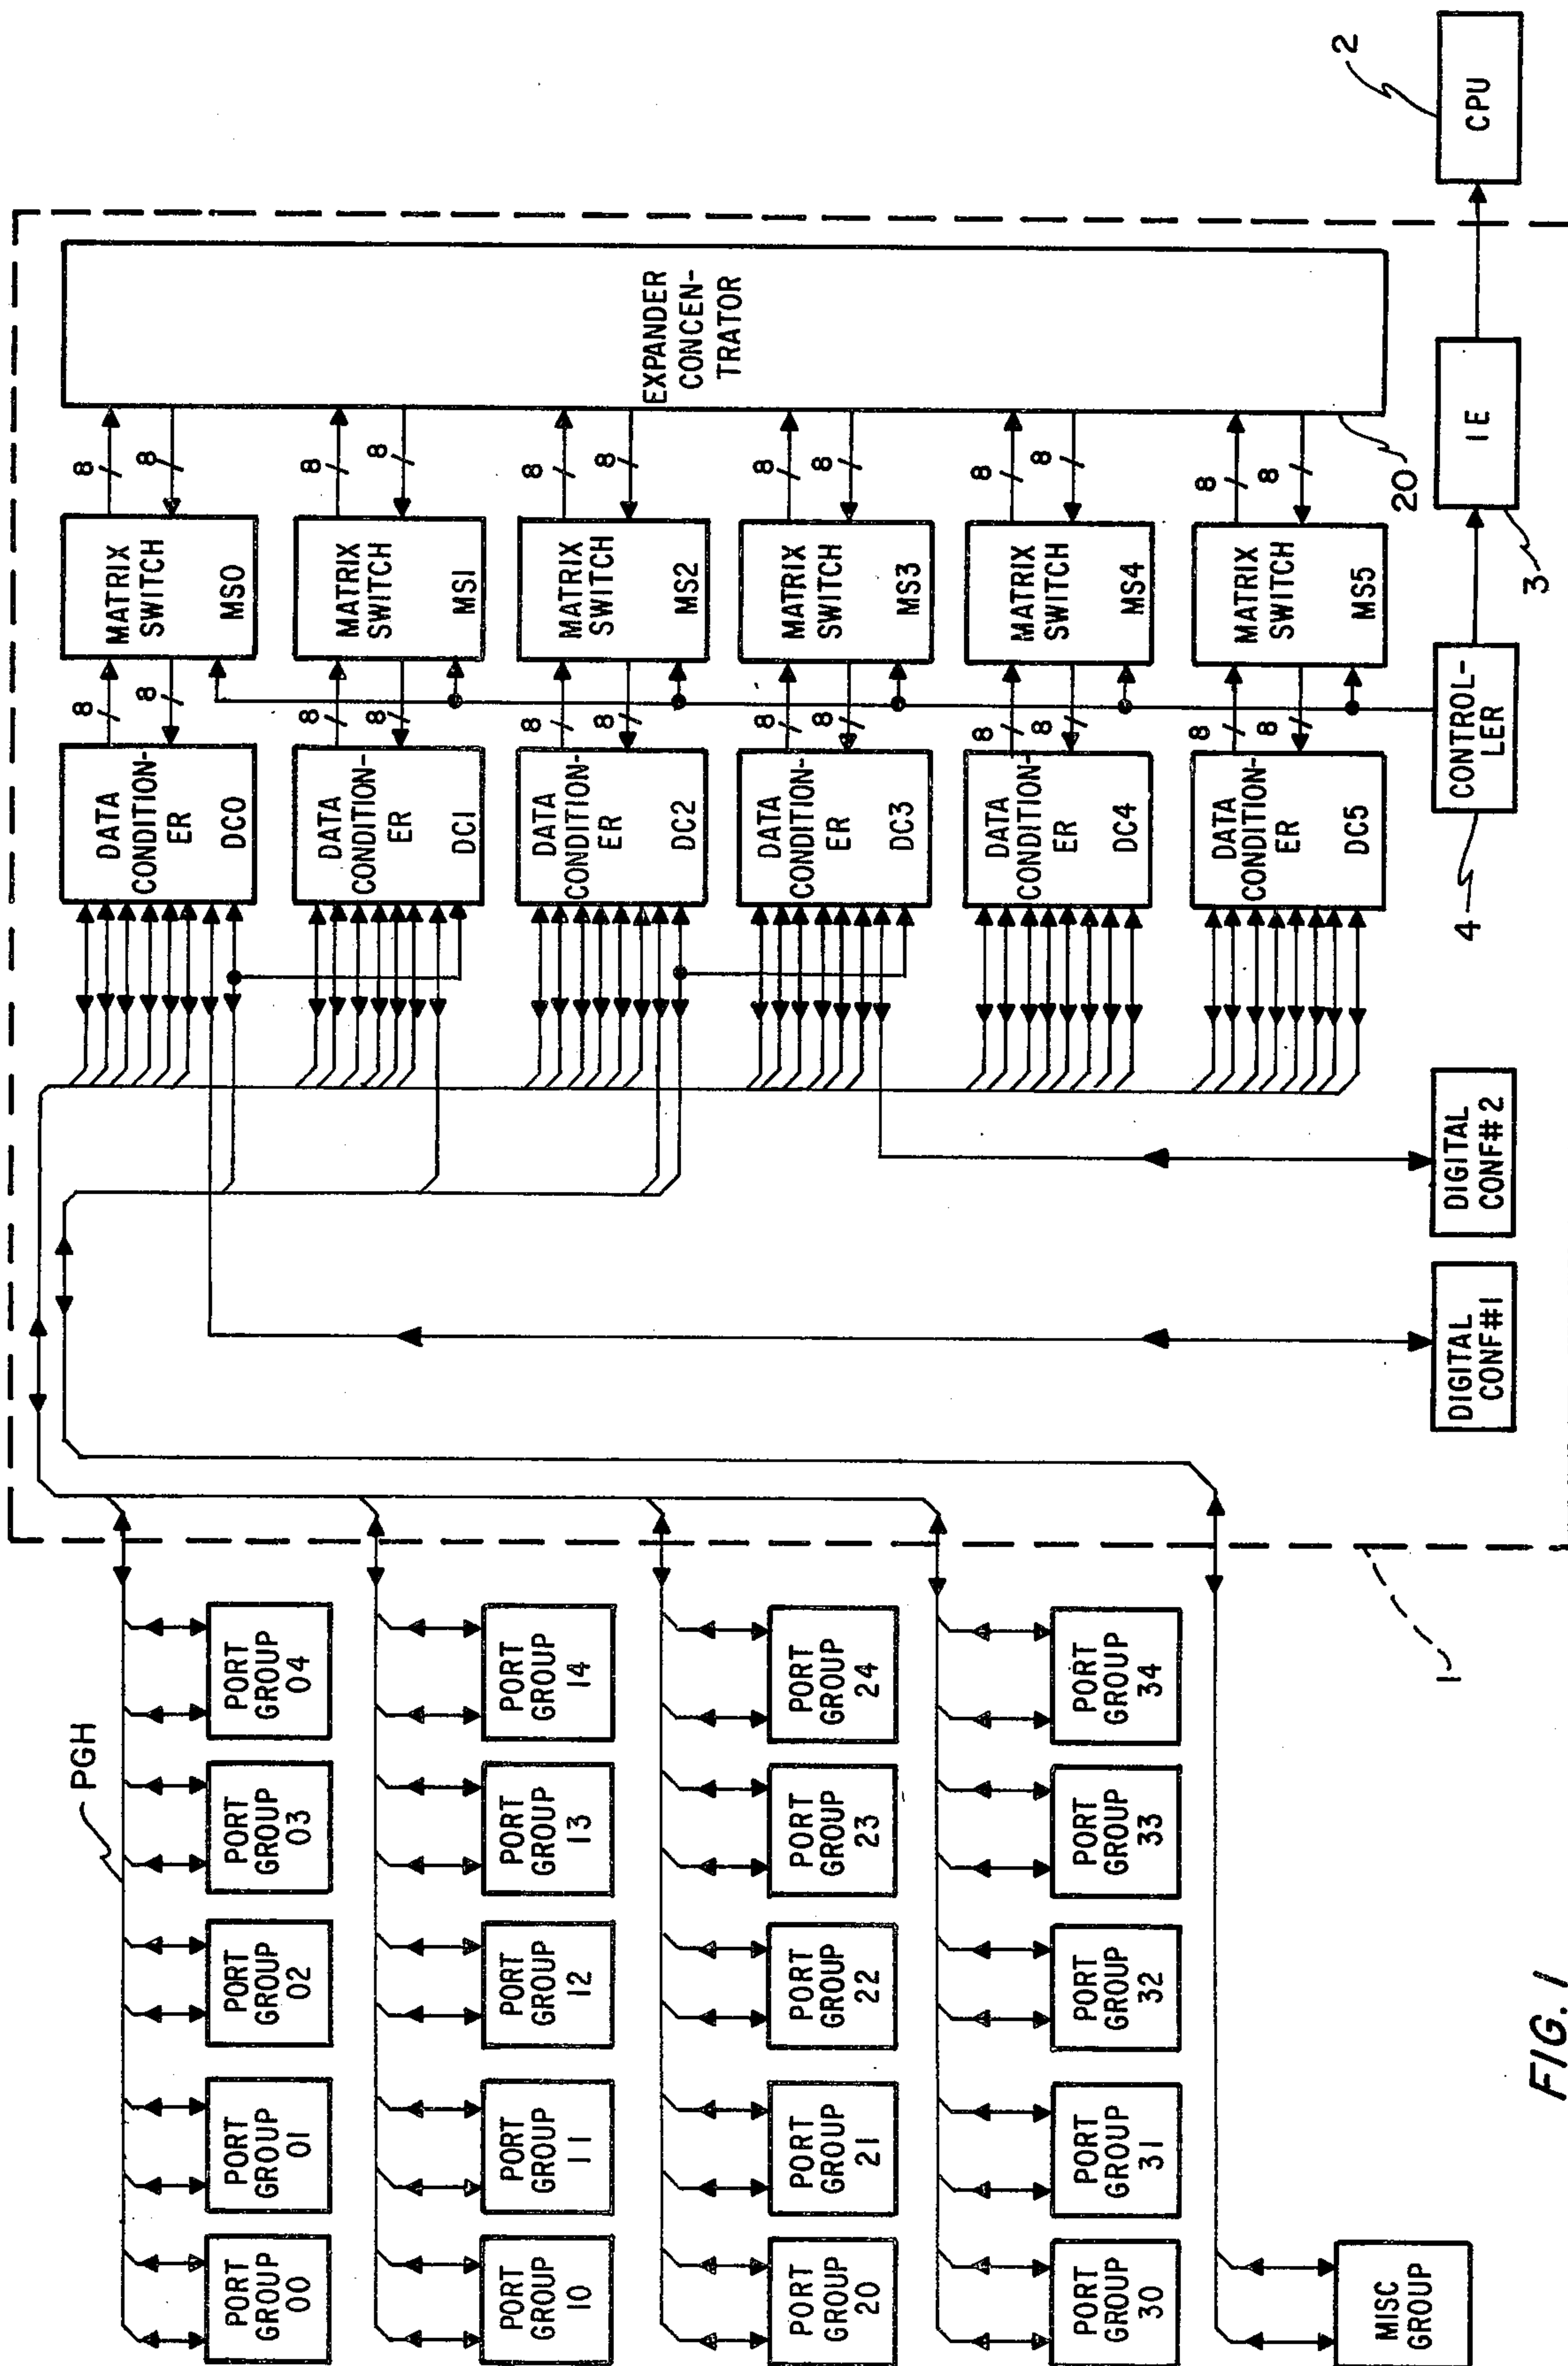 PGH
PORT
GROUP
00
PORT
GROUP
01
PORT
GROUP
02
PORT
GROUP
03
PORT
GROUP
04
PORT
GROUP
10
PORT
GROUP
11
PORT
GROUP
12
PORT
GROUP
13
PORT
GROUP
14
PORT
GROUP
20
PORT
GROUP
21
PORT
GROUP
22
PORT
GROUP
23
PORT
GROUP
24
PORT
GROUP
30
PORT
GROUP
31
PORT
GROUP
32
PORT
GROUP
33
PORT
GROUP
34
MISC
GROUP
1
DIGITAL
CONF#1
DIGITAL
CONF#2
DATA
CONDITION-
ER
DC0
8
8
MATRIX
SWITCH
MS0
8
8
DATA
CONDITION-
ER
DC1
8
8
MATRIX
SWITCH
MS1
8
8
DATA
CONDITION-
ER
DC2
8
8
MATRIX
SWITCH
MS2
8
8
DATA
CONDITION-
ER
DC3
8
8
MATRIX
SWITCH
MS3
8
8
DATA
CONDITION-
ER
DC4
8
8
MATRIX
SWITCH
MS4
8
8
DATA
CONDITION-
ER
DC5
8
8
MATRIX
SWITCH
MS5
8
8
EXPANDER
CONCEN-
TRATOR
20
4
CONTROL-
LER
IE
3
CPU
2
FIG. 1